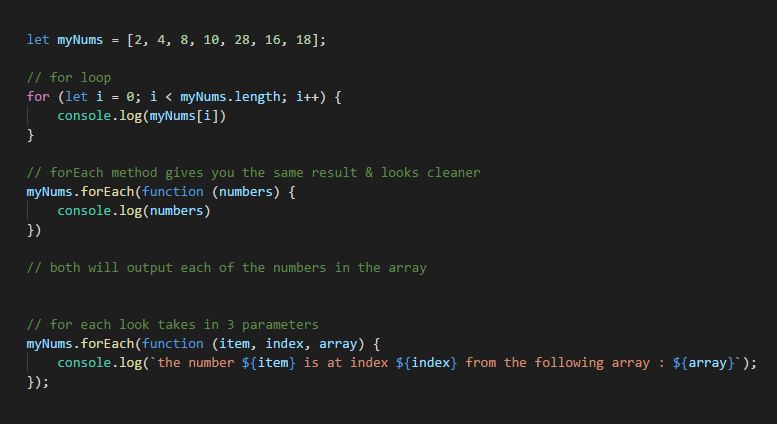 let myNums = [2, 4, 8, 10, 28, 16, 18];
// for loop
for (let i = 0; i < myNums.length; i++) {
    console.log(myNums[i])
}
// forEach method gives you the same result & looks cleaner
myNums.forEach(function (numbers) {
    console.log(numbers)
})
// both will output each of the numbers in the array
// for each look takes in 3 parameters
myNums.forEach(function (item, index, array) {
    console.log(`the number ${item} is at index ${index} from the following array : ${array}`);
});